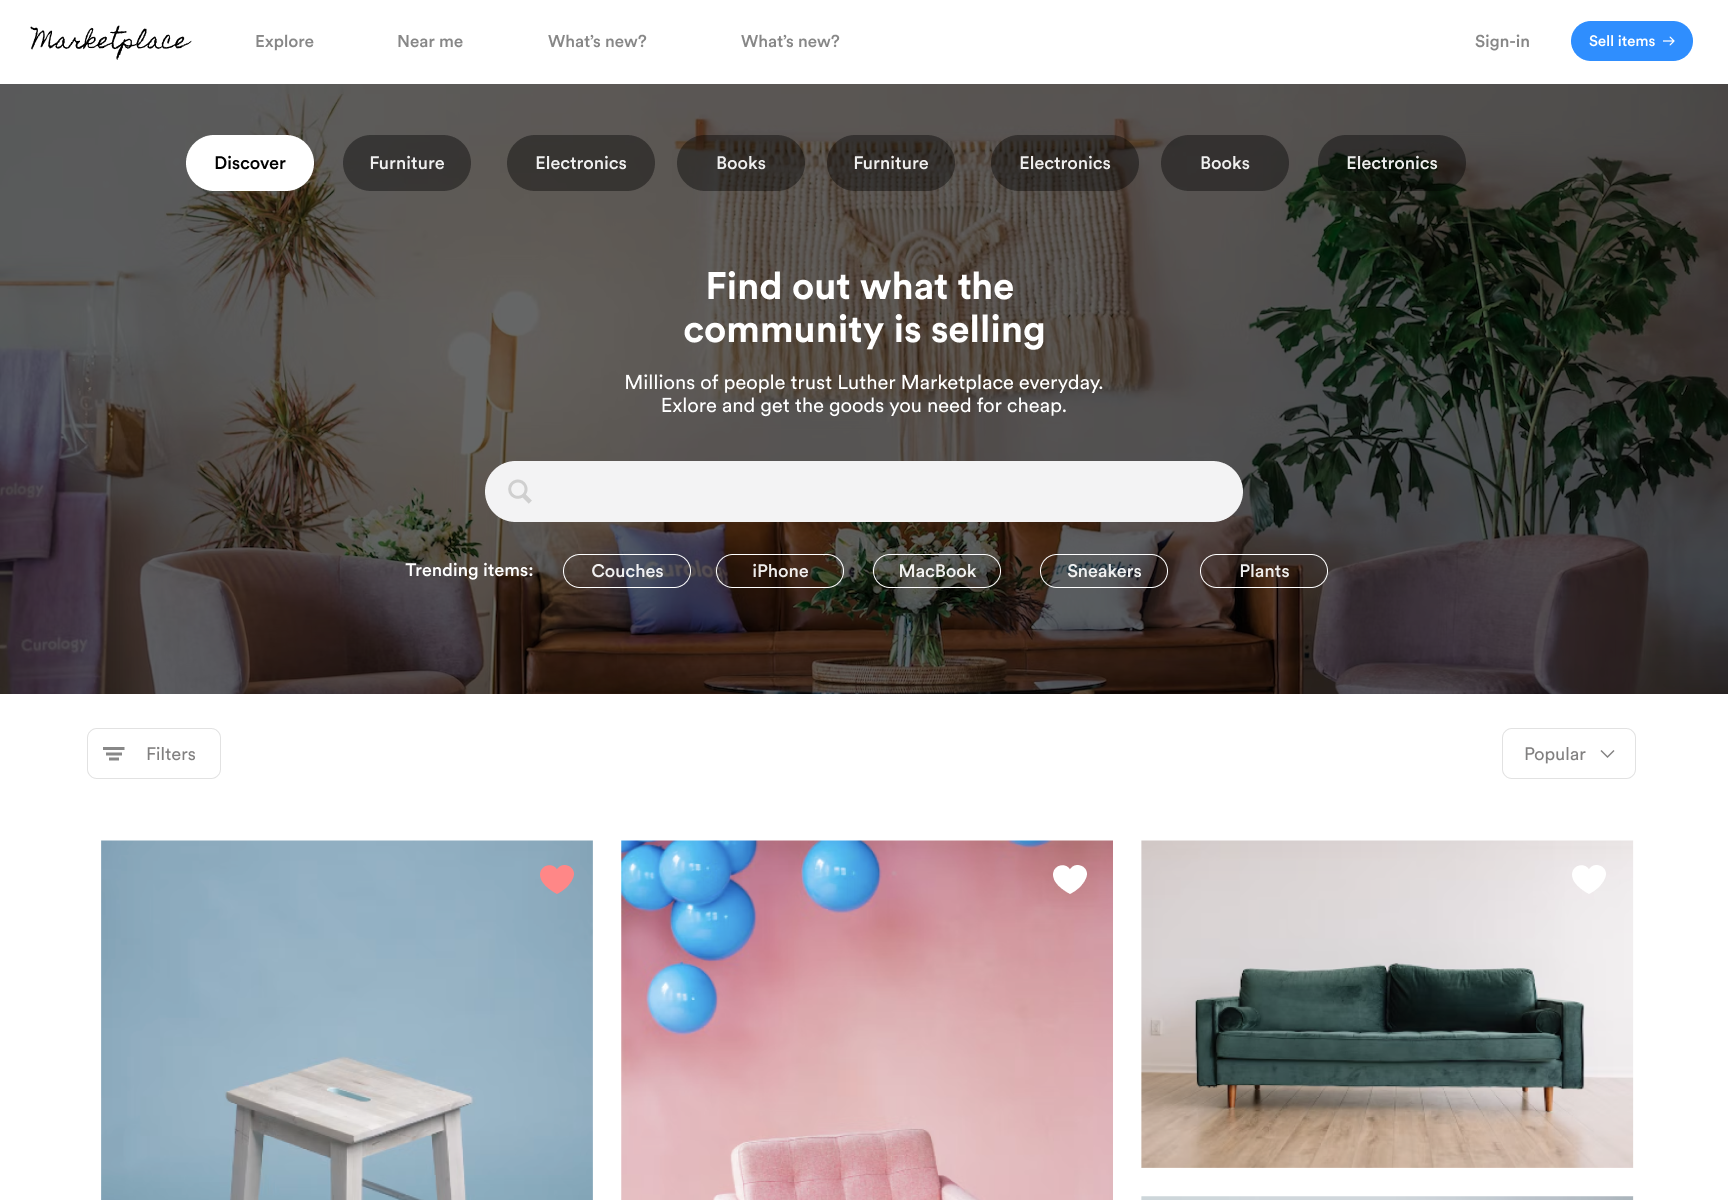 Marketplace
Explore
Near me
What's new?
What's new?
Sign-in
Sell items →
Discover
Furniture
Electronics
Books
Furniture
Electronics
Books
Electronics
Find out what the
community is selling
Millions of people trust Luther Marketplace everyday.
Exlore and get the goods you need for cheap.
Trending items:
Couches
iPhone
MacBook
Sneakers
Plants
Curology
Filters
Popular